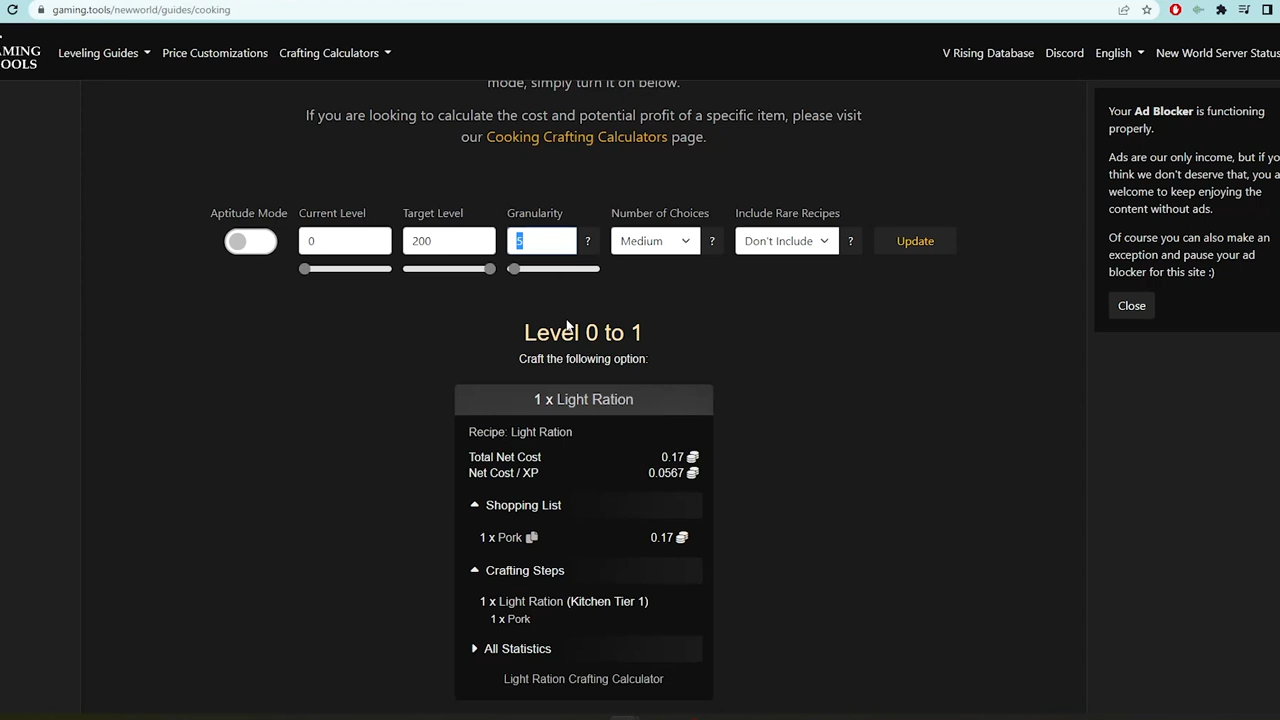 gaming.tools/newworld/guides/cooking
GAMING
TOOLS
Leveling Guides
Price Customizations
Crafting Calculators
V Rising Database
Discord
English
New World Server Status
mode, simply turn it on below.
If you are looking to calculate the cost and potential profit of a specific item, please visit
our Cooking Crafting Calculators page.
Your Ad Blocker is functioning
properly.
Ads are our only income, but if you
think we don't deserve that, you a
welcome to keep enjoying the
content without ads.
Of course you can also make an
exception and pause your ad
blocker for this site :)
Close
Aptitude Mode
Current Level
Target Level
Granularity
Number of Choices
Include Rare Recipes
0
200
5
?
Medium
?
Don't Include
?
Update
Level 0 to 1
Craft the following option:
1 x Light Ration
Recipe: Light Ration
Total Net Cost 0.17
Net Cost / XP 0.0567
Shopping List
1 x Pork 0.17
Crafting Steps
1 x Light Ration (Kitchen Tier 1)
1 x Pork
All Statistics
Light Ration Crafting Calculator